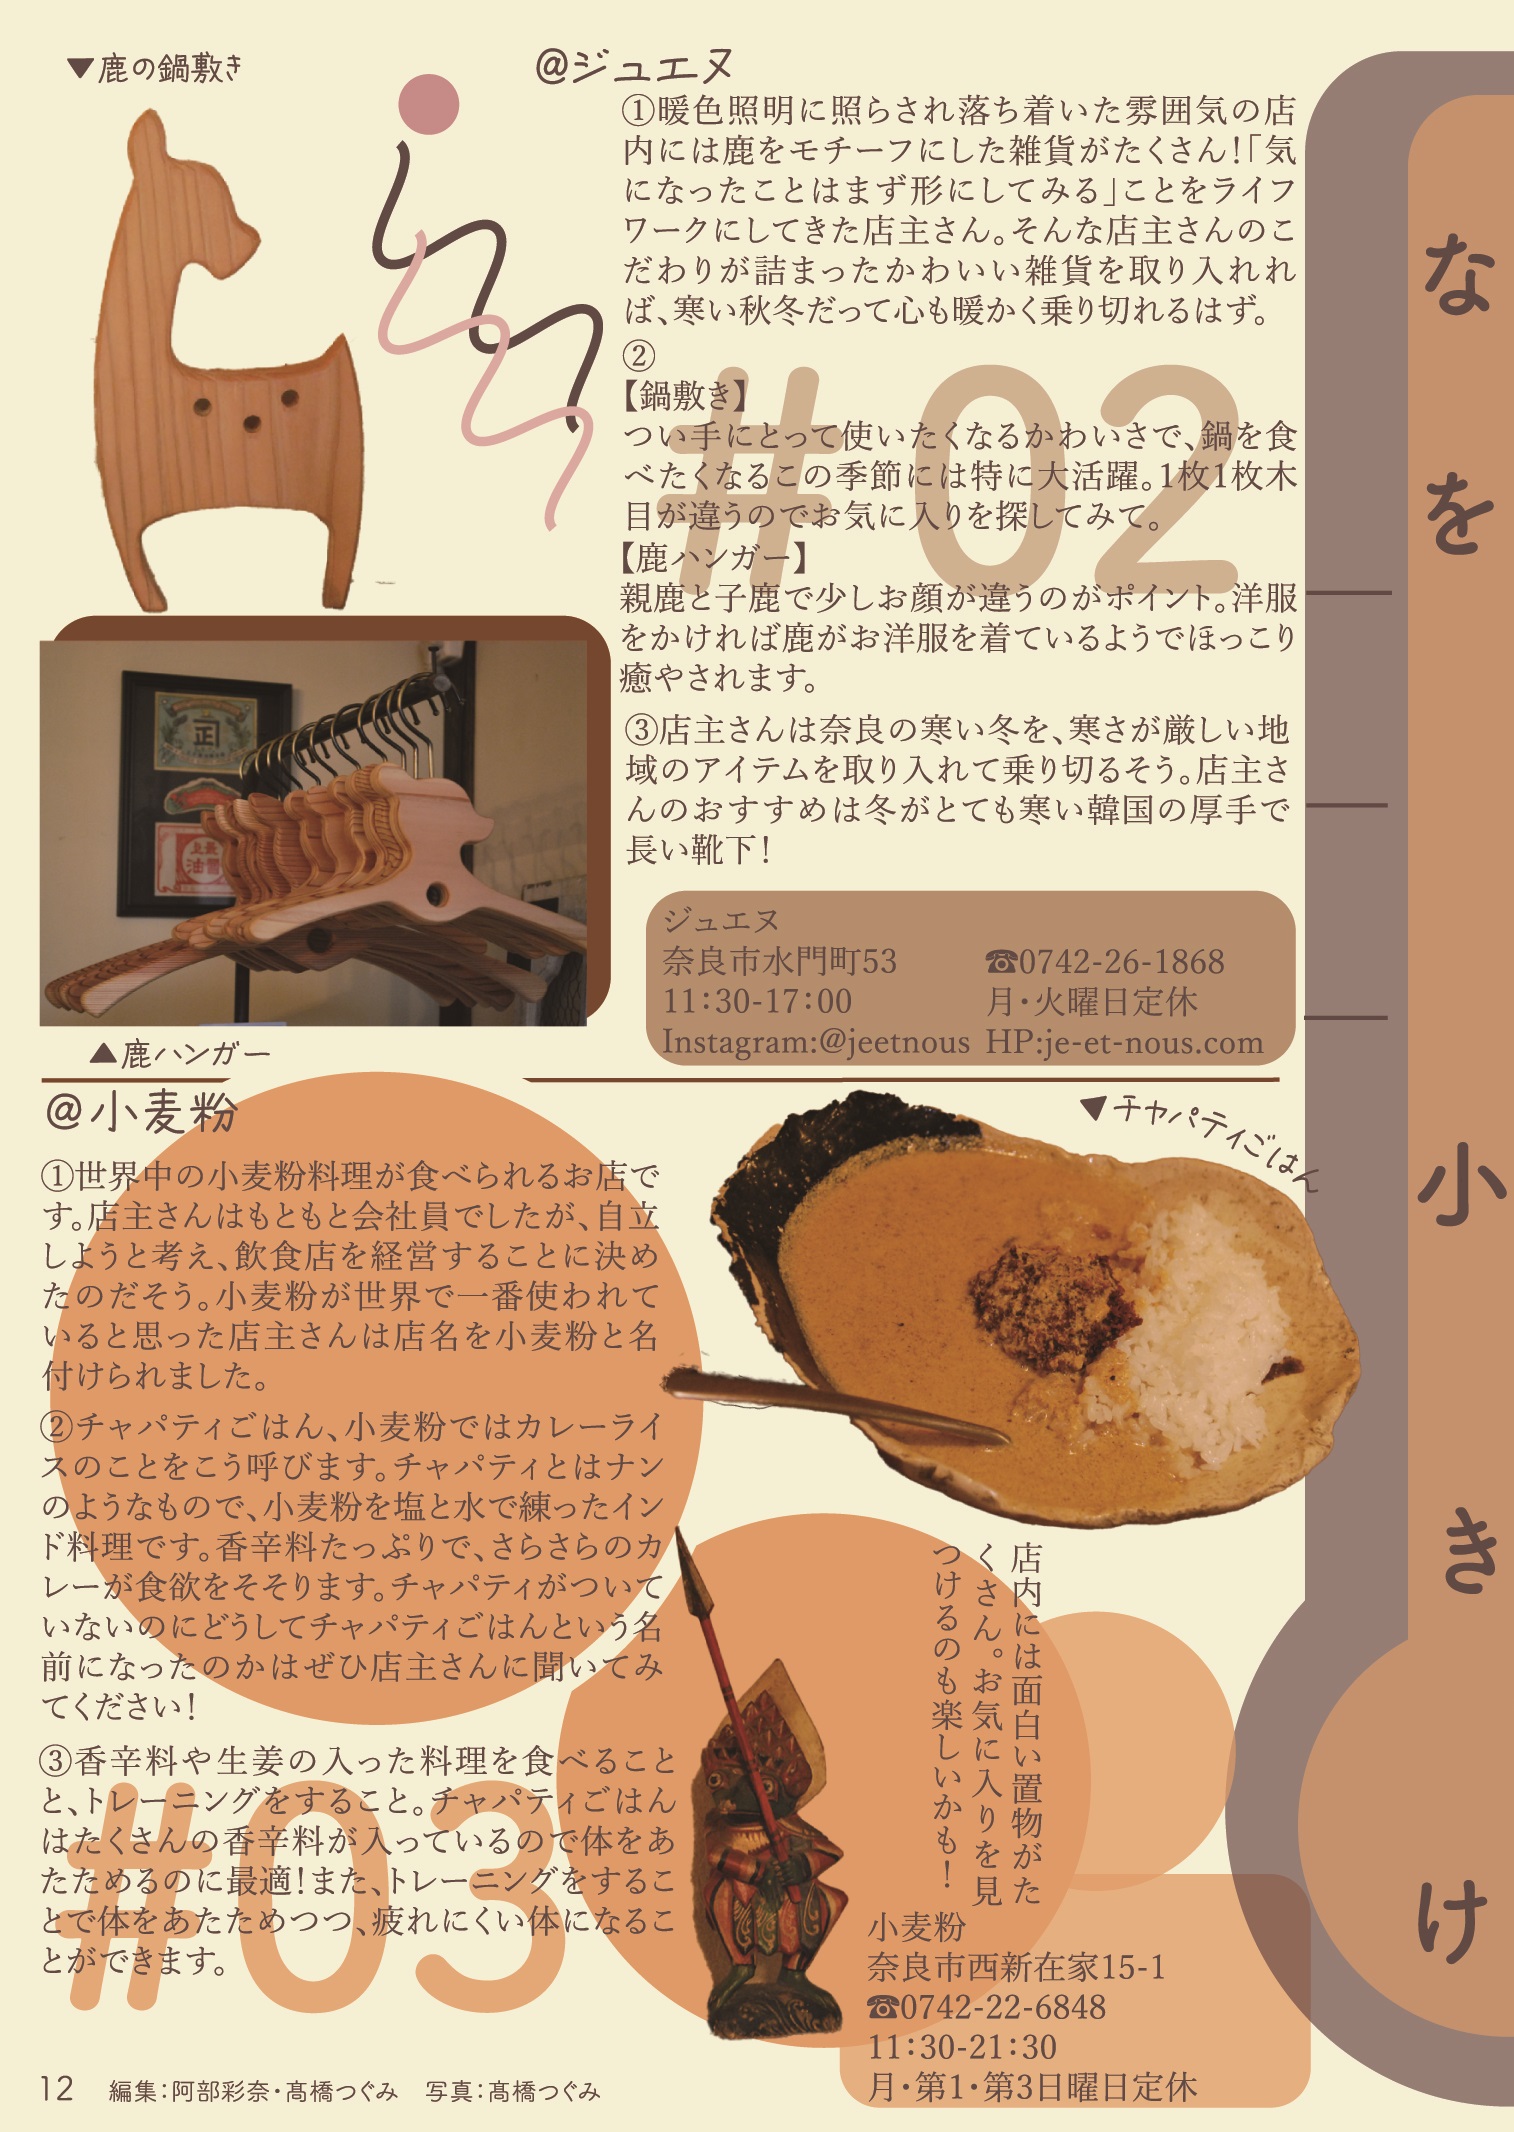 ▼鹿の鍋敷き
@ジュエヌ
①暖色照明に照らされ落ち着いた雰囲気の店
内には鹿をモチーフにした雑貨がたくさん!「気
になったことはまず形にしてみる」ことをライフ
ワークにしてきた店主さん。そんな店主さんのこ
だわりが詰まったかわいい雑貨を取り入れれ
ば、寒い秋冬だって心も暖かく乗り切れるはず。
②
#02
【鍋敷き】
つい手にとって使いたくなるかわいさで、鍋を食
べたくなるこの季節には特に大活躍。1枚1枚木
目が違うのでお気に入りを探してみて。
【鹿ハンガー】
親鹿と子鹿で少しお顔が違うのがポイント。洋服
をかければ鹿がお洋服を着ているようでほっこり
癒やされます。
③店主さんは奈良の寒い冬を、寒さが厳しい地
域のアイテムを取り入れて乗り切るそう。店主さ
んのおすすめは冬がとても寒い韓国の厚手で
長い靴下!
ジュエヌ
奈良市水門町53 ☎0742-26-1868
11:30-17:00 月・火曜日定休
Instagram:@jeetnous HP:je-et-nous.com
▲鹿ハンガー
@小麦粉
▼チャパティごはん
①世界中の小麦粉料理が食べられるお店で
す。店主さんはもともと会社員でしたが、自立
しようと考え、飲食店を経営することに決め
たのだそう。小麦粉が世界で一番使われて
いると思った店主さんは店名を小麦粉と名
付けられました。
②チャパティごはん、小麦粉ではカレーライ
スのことをこう呼びます。チャパティとはナン
のようなもので、小麦粉を塩と水で練ったイン
ド料理です。香辛料たっぷりで、さらさらのカ
レーが食欲をそそります。チャパティがついて
いないのにどうしてチャパティごはんという名
前になったのかはぜひ店主さんに聞いてみ
てください!
#03
③香辛料や生姜の入った料理を食べること
と、トレーニングをすること。チャパティごはん
はたくさんの香辛料が入っているので体をあ
たためるのに最適!また、トレーニングをするこ
とで体をあたためつつ、疲れにくい体になるこ
とができます。
店内には面白い置物がた
くさん。お気に入りを見
つけるのも楽しいかも!
小麦粉
奈良市西新在家15-1
☎0742-22-6848
11:30-21:30
月・第1・第3日曜日定休
なを
小きけ
12 編集:阿部彩奈・髙橋つぐみ 写真:髙橋つぐみ